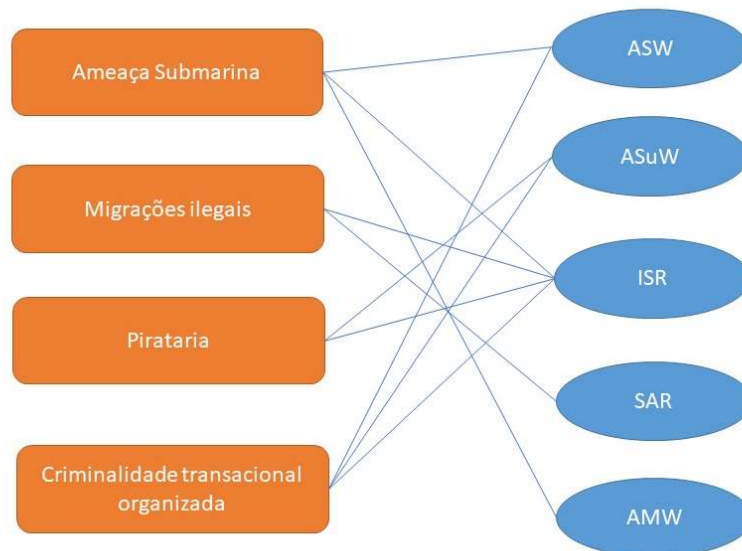 Ameaça Submarina
Migrações ilegais
Pirataria
Criminalidade transacional
organizada
ASW
ASuW
ISR
SAR
AMW